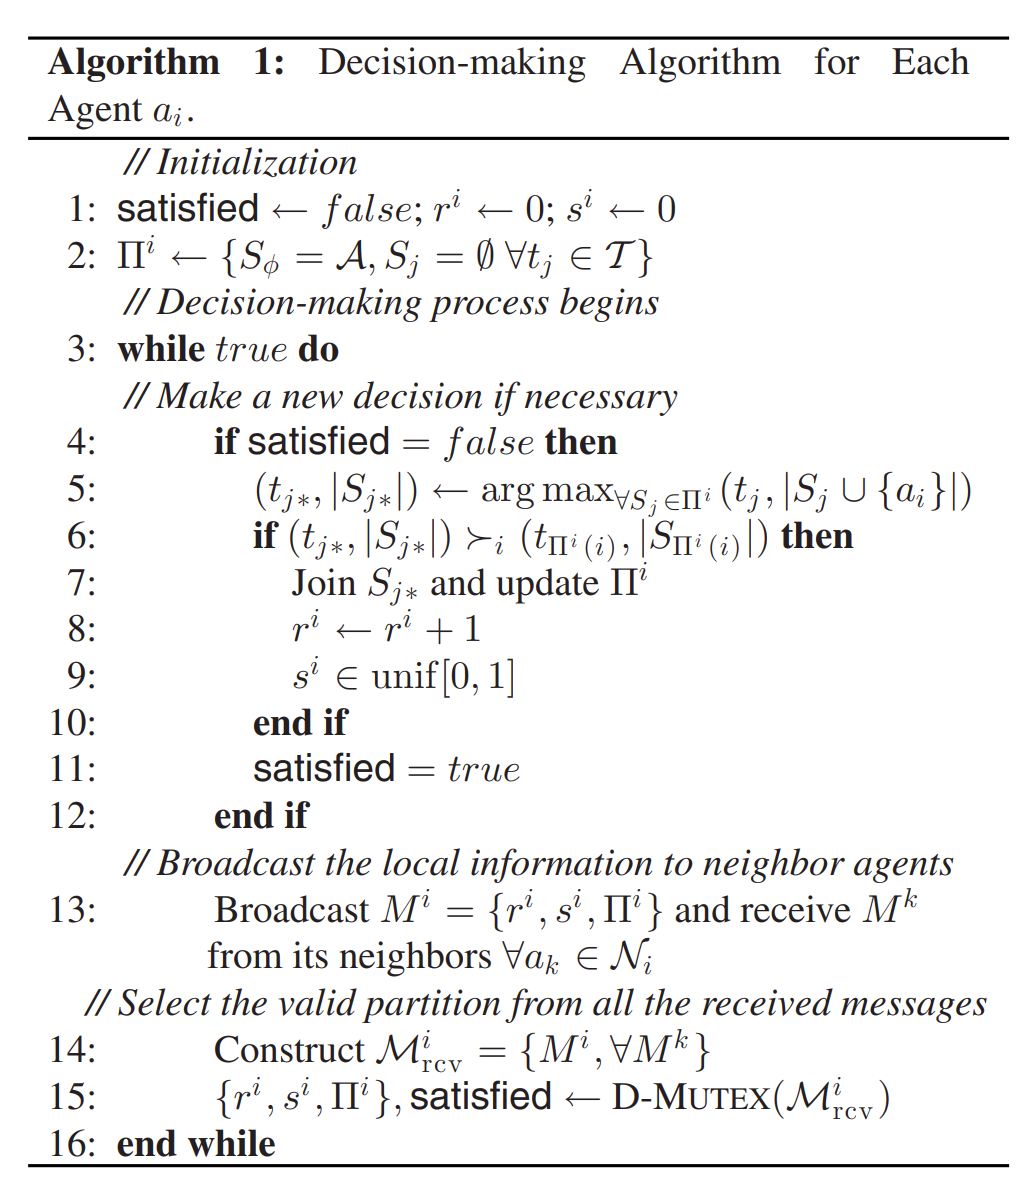 Algorithm 1: Decision-making Algorithm for Each
Agent $a_i$.
// Initialization
1: satisfied ← false; $r^i$ ← 0; $s^i$ ← 0
2: $\Pi^i$ ← {$S_\phi = \mathcal{A}, S_j = \emptyset \ \forall t_j \in \mathcal{T}$}
// Decision-making process begins
3: while true do
// Make a new decision if necessary
4: if satisfied = false then
5: $(t_{j*}, |S_{j*}|) \leftarrow \arg\max_{\forall S_j \in \Pi^i} (t_j, |S_j \cup \{a_i\}|)$
6: if $(t_{j*}, |S_{j*}|) \succ_i (t_{\Pi^i(i)}, |S_{\Pi^i(i)}|)$ then
7: Join $S_{j*}$ and update $\Pi^i$
8: $r^i \leftarrow r^i + 1$
9: $s^i \in \text{unif}[0, 1]$
10: end if
11: satisfied = true
12: end if
// Broadcast the local information to neighbor agents
13: Broadcast $M^i = \{r^i, s^i, \Pi^i\}$ and receive $M^k$
from its neighbors $\forall a_k \in \mathcal{N}_i$
// Select the valid partition from all the received messages
14: Construct $\mathcal{M}^i_{\text{rcv}} = \{M^i, \forall M^k\}$
15: $\{r^i, s^i, \Pi^i\}$, satisfied ← D-MUTEX($\mathcal{M}^i_{\text{rcv}}$)
16: end while